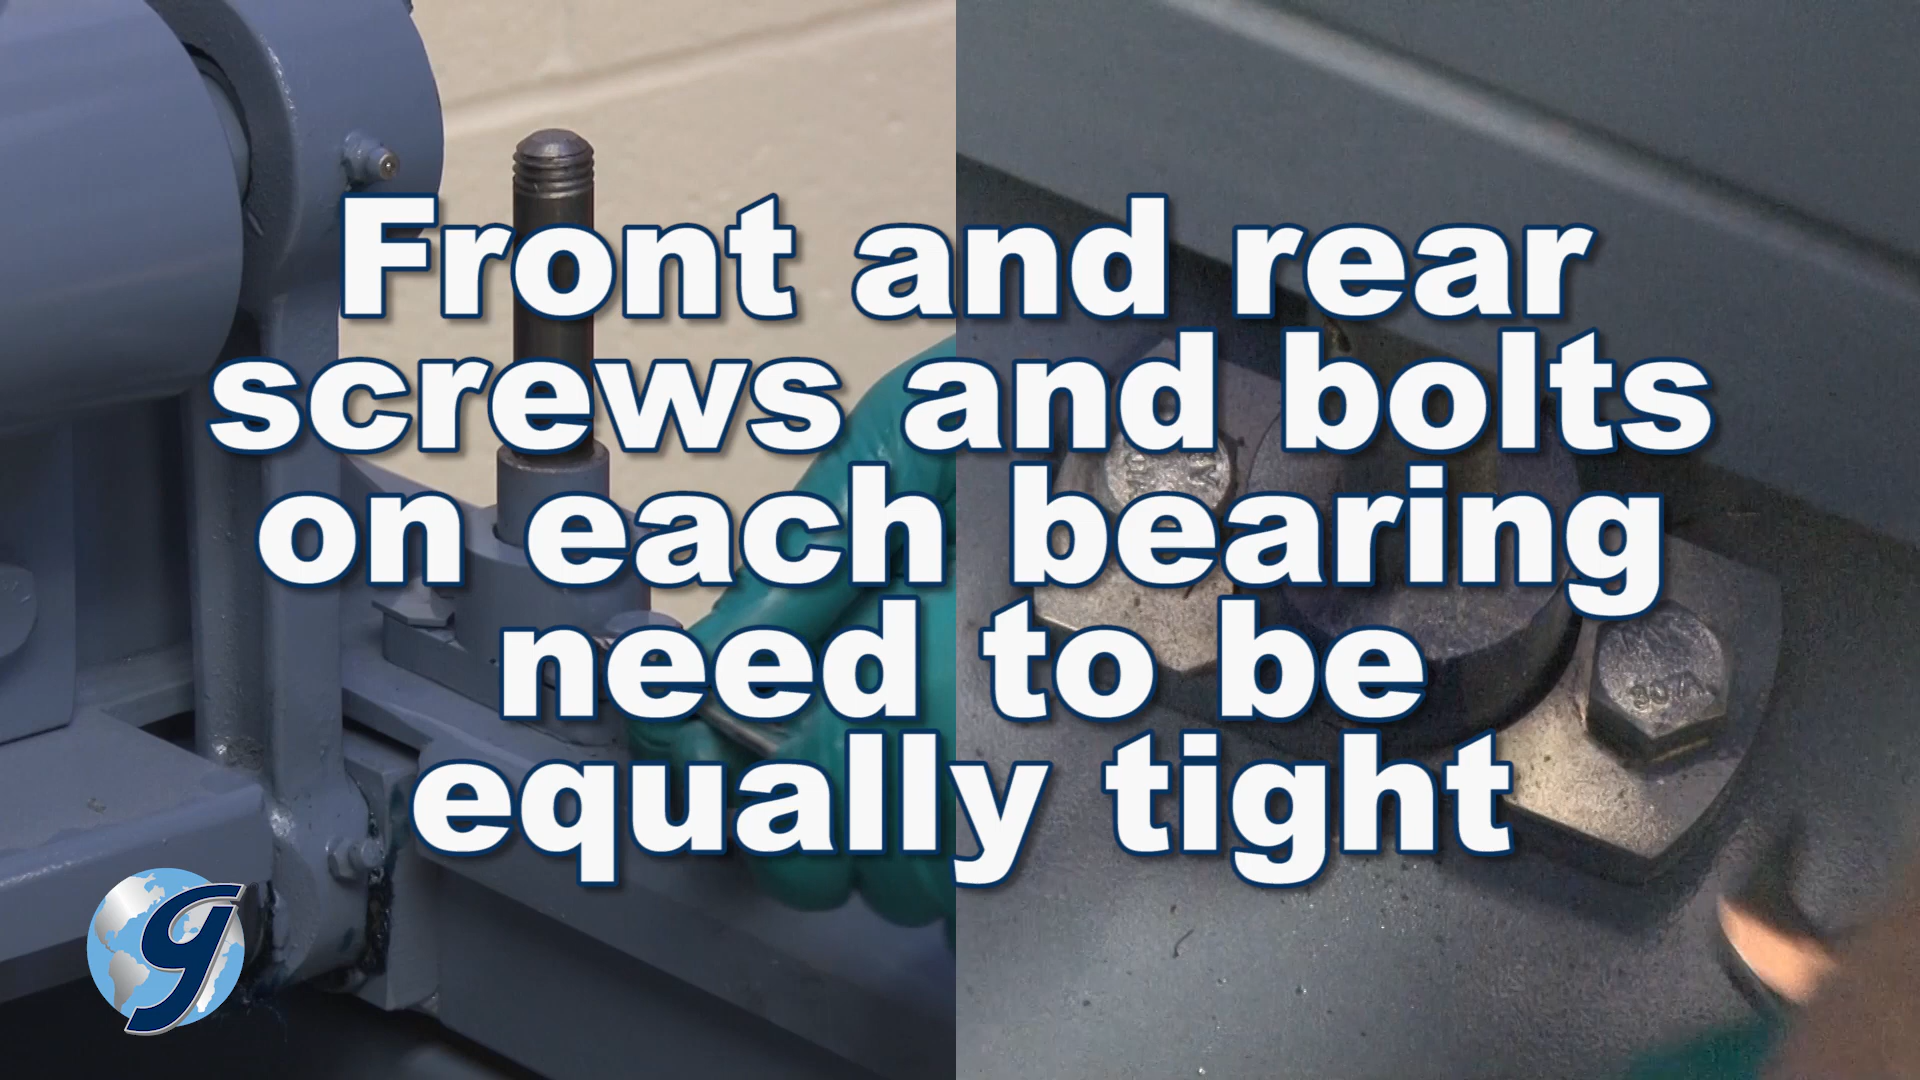 Front and rear
screws and bolts
on each bearing
need to be
equally tight
g